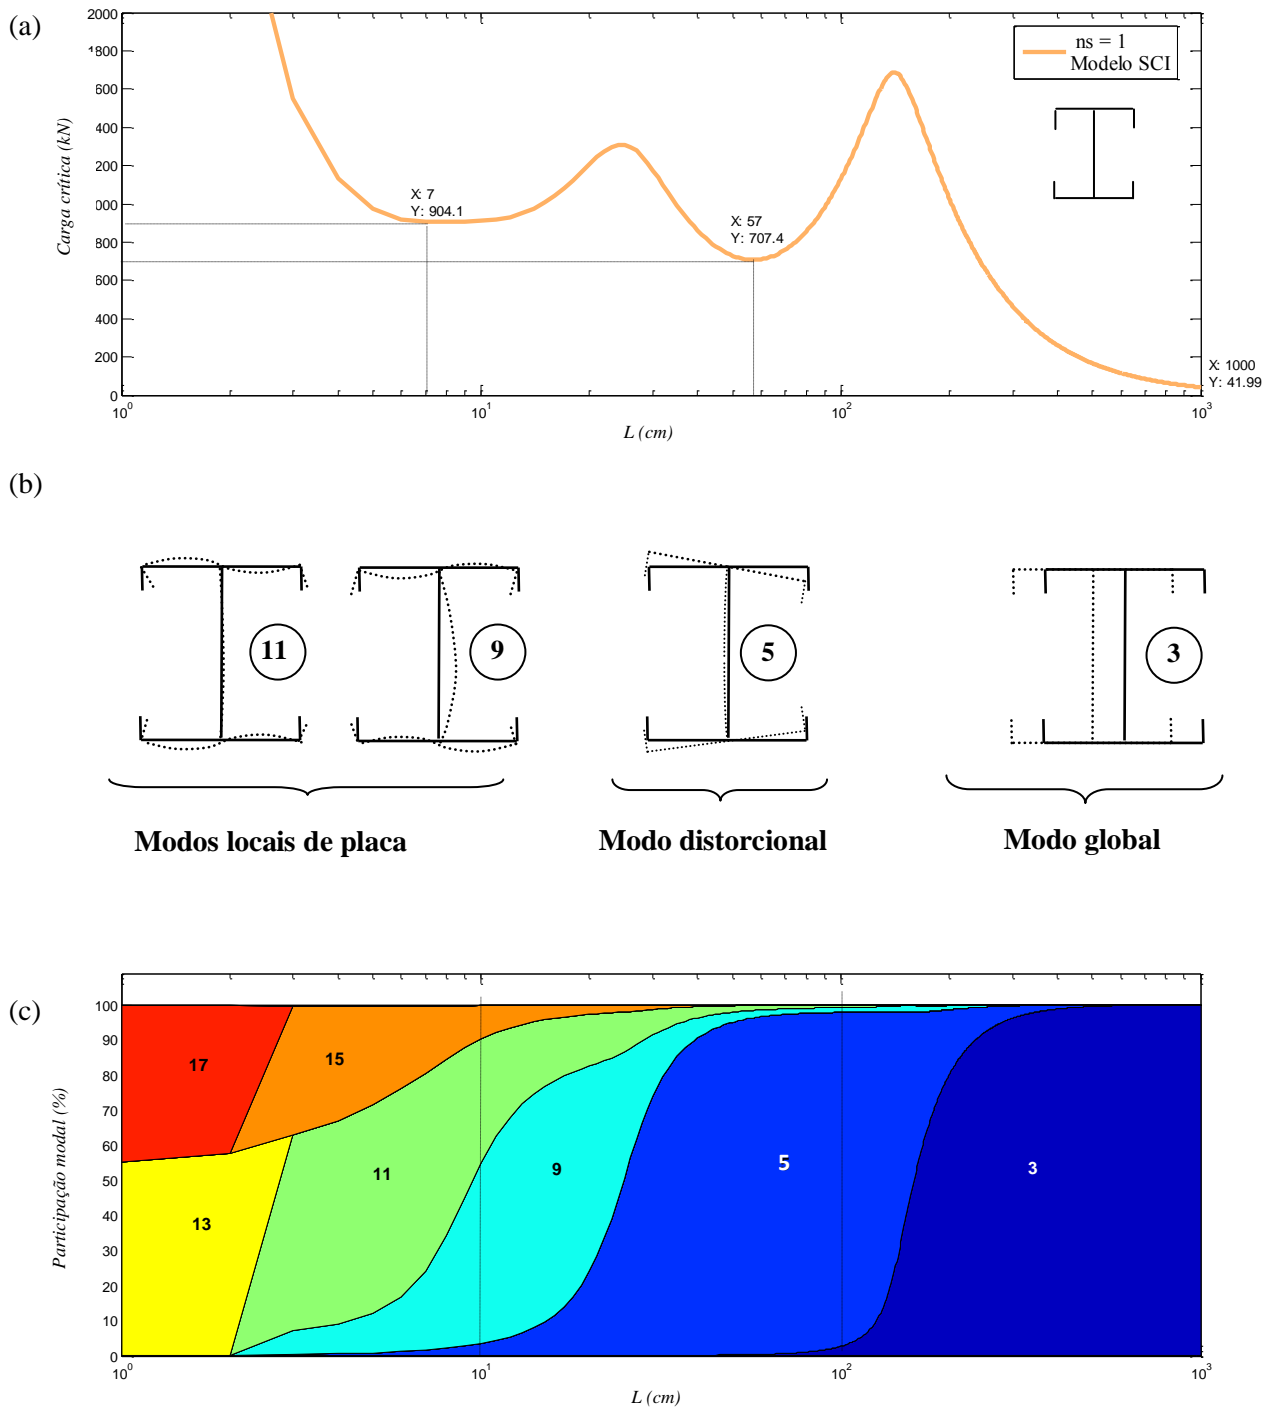 (a)
Carga crítica (kN)
2000
1800
600
400
200
000
800
600
400
200
0
ns = 1
Modelo SCI
X: 7
Y: 904.1
X: 57
Y: 707.4
X: 1000
Y: 41.99
10^0
10^1
10^2
10^3
L (cm)
(b)
11
9
5
3
Modos locais de placa
Modo distorcional
Modo global
(c)
Participação modal (%)
100
90
80
70
60
50
40
30
20
10
0
17
15
13
11
9
5
3
10^0
10^1
10^2
10^3
L (cm)